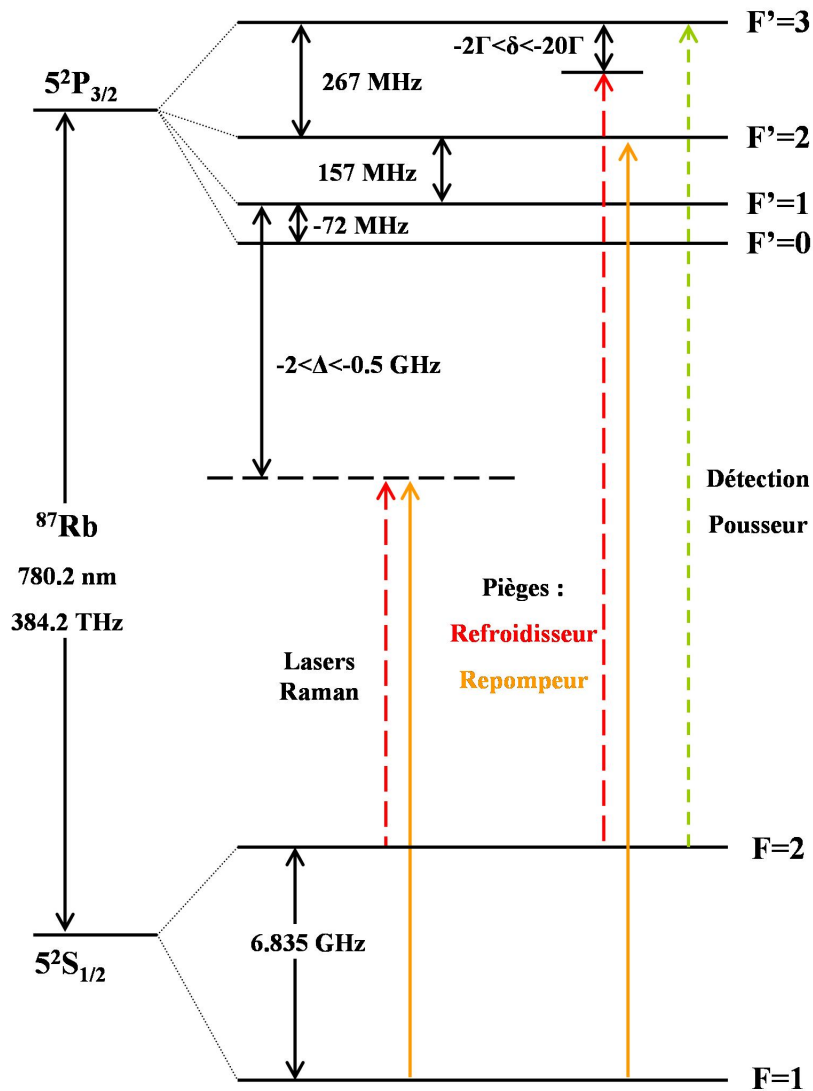 F'=3
-2Γ<δ<-20Γ
5²P₃/₂
267 MHz
F'=2
157 MHz
F'=1
-72 MHz
F'=0
-2<Δ<-0.5 GHz
Détection
Pousseur
⁸⁷Rb
780.2 nm
384.2 THz
Pièges :
Refroidisseur
Repompeur
Lasers
Raman
F=2
6.835 GHz
5²S₁/₂
F=1